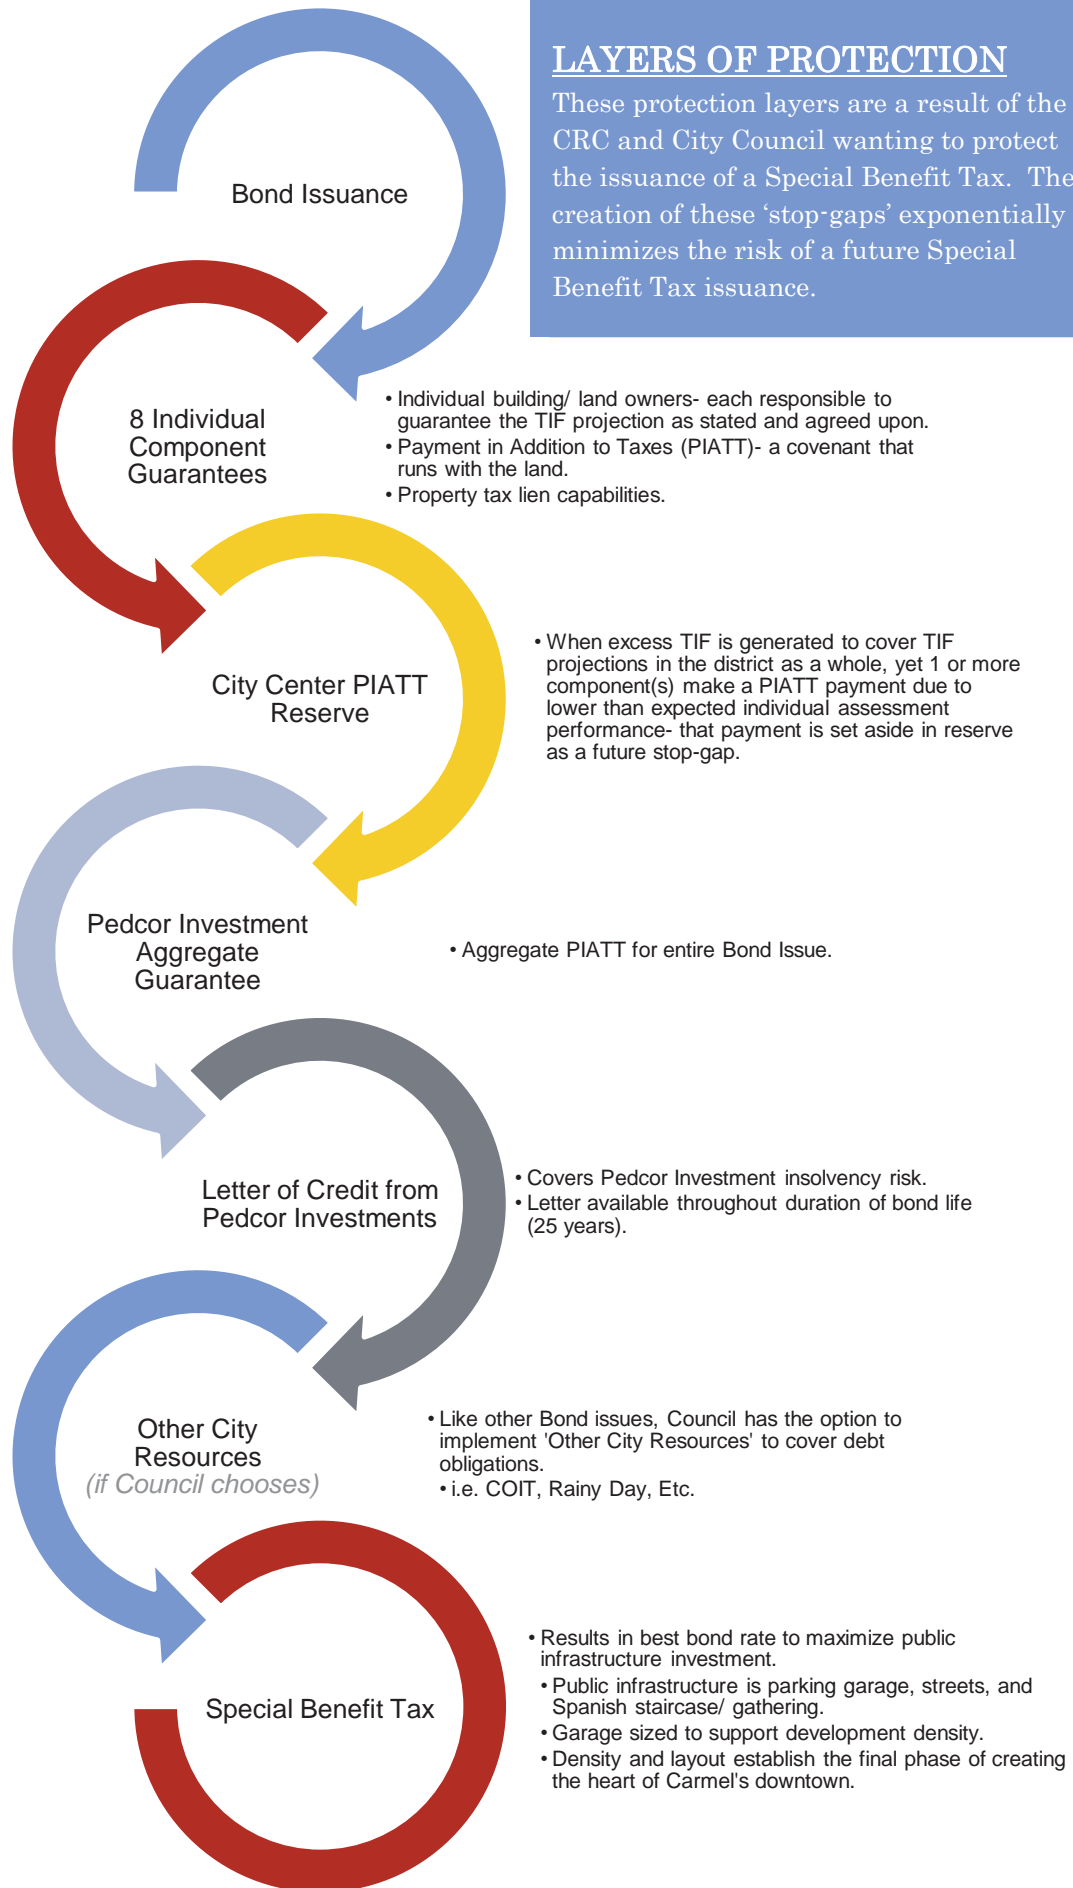 LAYERS OF PROTECTION
These protection layers are a result of the
CRC and City Council wanting to protect
the issuance of a Special Benefit Tax.  The
creation of these ‘stop-gaps’ exponentially
minimizes the risk of a future Special
Benefit Tax issuance.
Bond Issuance
8 Individual
Component
Guarantees
• Individual building/ land owners- each responsible to
guarantee the TIF projection as stated and agreed upon.
• Payment in Addition to Taxes (PIATT)- a covenant that
runs with the land.
• Property tax lien capabilities.
City Center PIATT
Reserve
• When excess TIF is generated to cover TIF
projections in the district as a whole, yet 1 or more
component(s) make a PIATT payment due to
lower than expected individual assessment
performance- that payment is set aside in reserve
as a future stop-gap.
Pedcor Investment
Aggregate
Guarantee
• Aggregate PIATT for entire Bond Issue.
Letter of Credit from
Pedcor Investments
• Covers Pedcor Investment insolvency risk.
• Letter available throughout duration of bond life
(25 years).
Other City
Resources
(if Council chooses)
• Like other Bond issues, Council has the option to
implement 'Other City Resources' to cover debt
obligations.
• i.e. COIT, Rainy Day, Etc.
Special Benefit Tax
• Results in best bond rate to maximize public
infrastructure investment.
• Public infrastructure is parking garage, streets, and
Spanish staircase/ gathering.
• Garage sized to support development density.
• Density and layout establish the final phase of creating
the heart of Carmel's downtown.